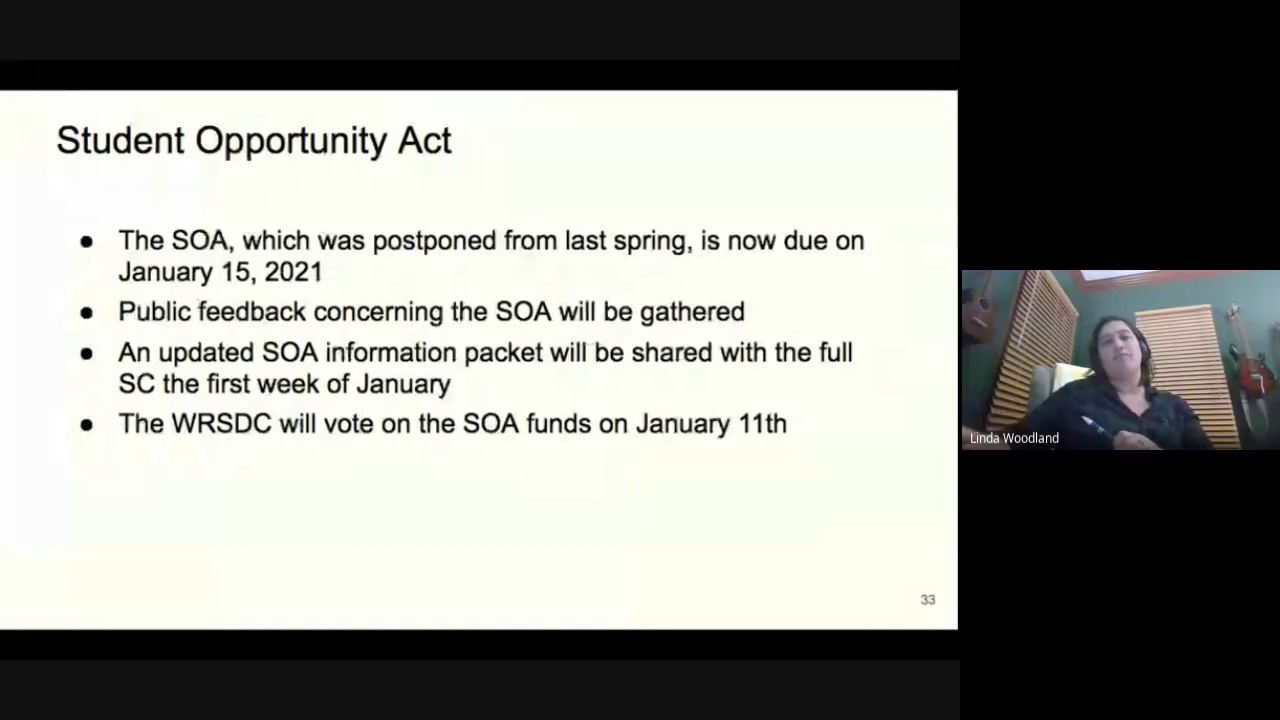 Student Opportunity Act
● The SOA, which was postponed from last spring, is now due on
January 15, 2021
● Public feedback concerning the SOA will be gathered
● An updated SOA information packet will be shared with the full
SC the first week of January
● The WRSDC will vote on the SOA funds on January 11th
33
Linda Woodland